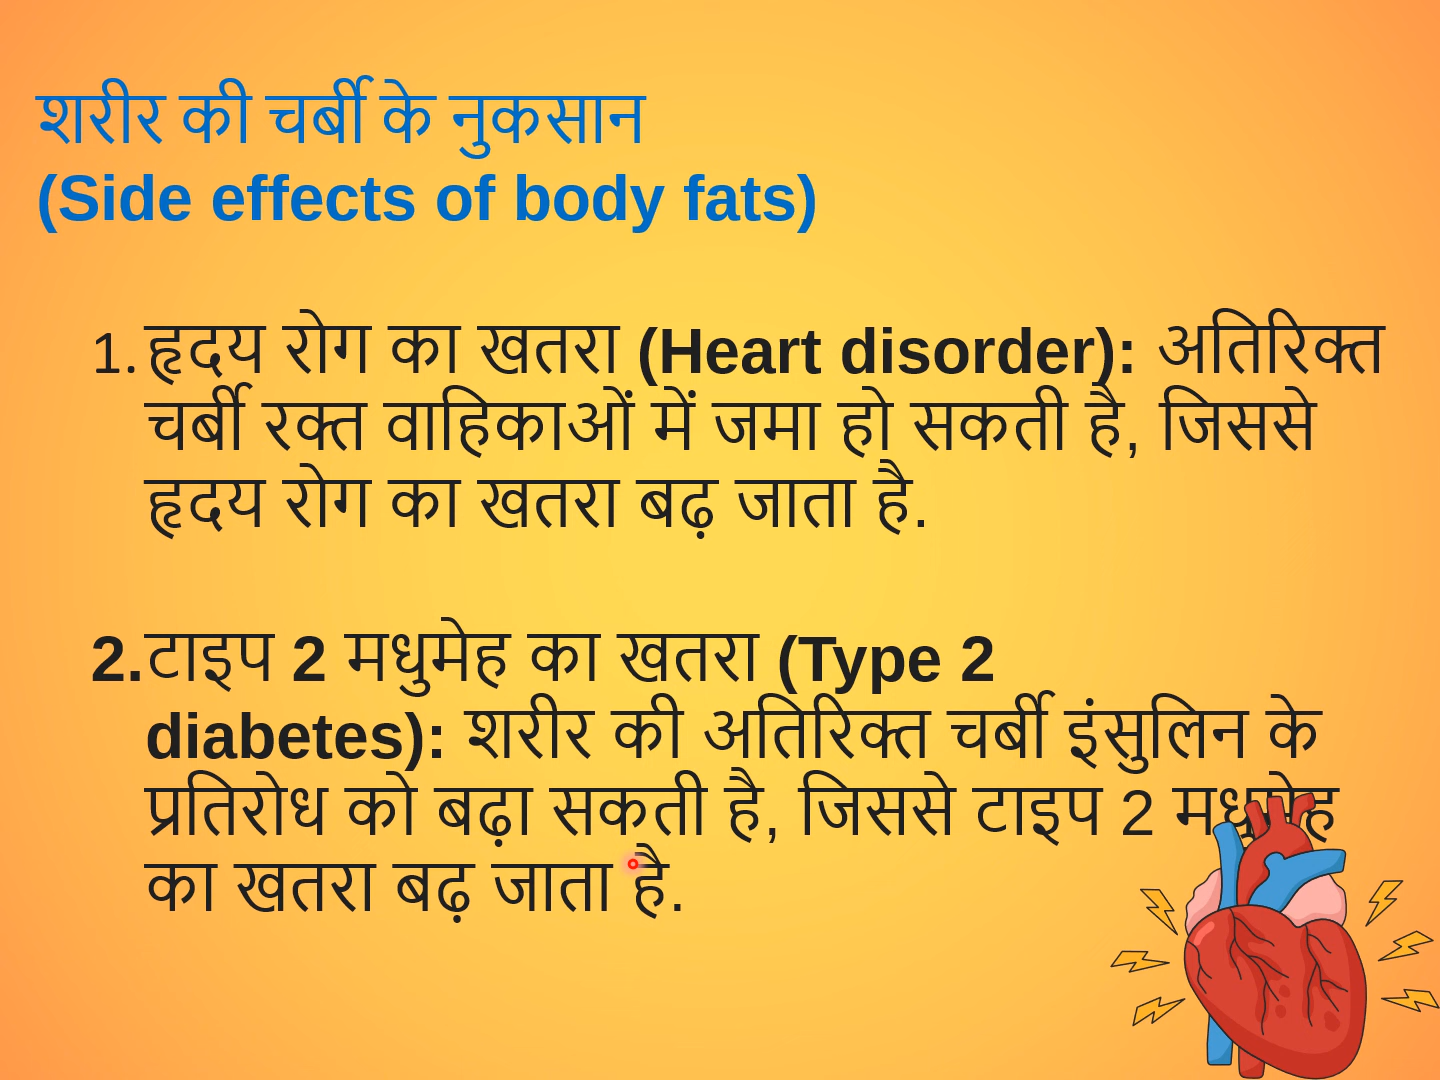 शरीर की चर्बी के नुकसान
(Side effects of body fats)
1. हृदय रोग का खतरा (Heart disorder): अतिरिक्त
चर्बी रक्त वाहिकाओं में जमा हो सकती है, जिससे
हृदय रोग का खतरा बढ़ जाता है.
2. टाइप 2 मधुमेह का खतरा (Type 2
diabetes): शरीर की अतिरिक्त चर्बी इंसुलिन के
प्रतिरोध को बढ़ा सकती है, जिससे टाइप 2 मधुमेह
का खतरा बढ़ जाता है.